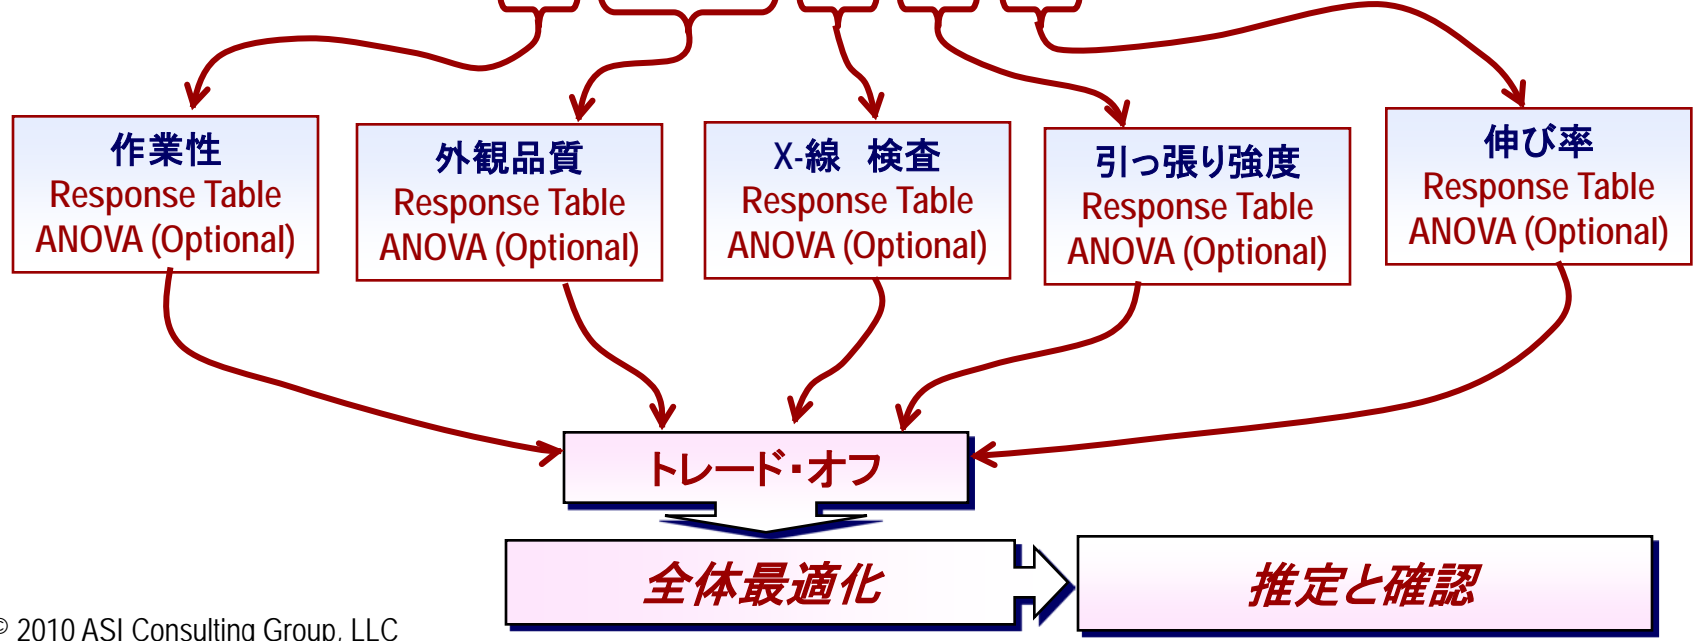 作業性
Response Table
ANOVA (Optional)
外観品質
Response Table
ANOVA (Optional)
X-線　検査
Response Table
ANOVA (Optional)
引っ張り強度
Response Table
ANOVA (Optional)
伸び率
Response Table
ANOVA (Optional)
トレード・オフ
全体最適化
推定と確認
© 2010 ASI Consulting Group, LLC